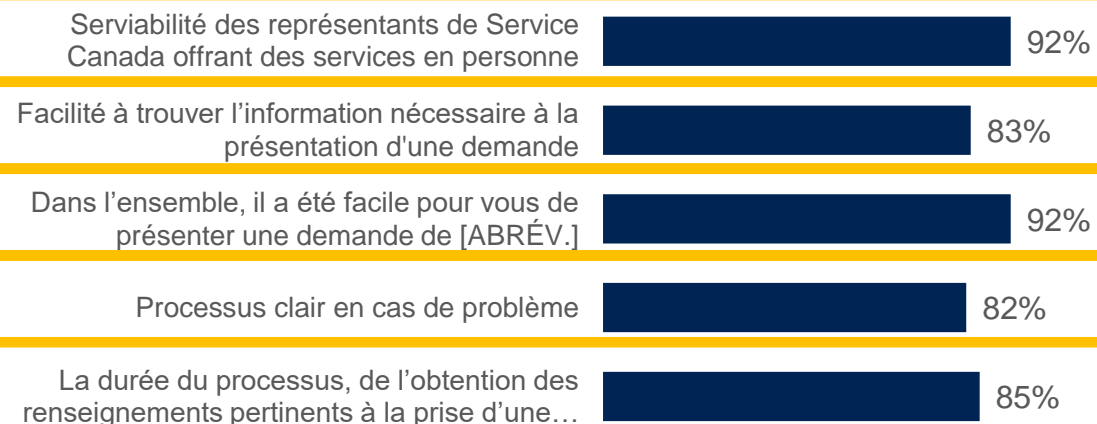 Serviabilité des représentants de Service
Canada offrant des services en personne
92%
Facilité à trouver l’information nécessaire à la
présentation d'une demande
83%
Dans l’ensemble, il a été facile pour vous de
présenter une demande de [ABRÉV.]
92%
Processus clair en cas de problème
82%
La durée du processus, de l’obtention des
renseignements pertinents à la prise d’une…
85%